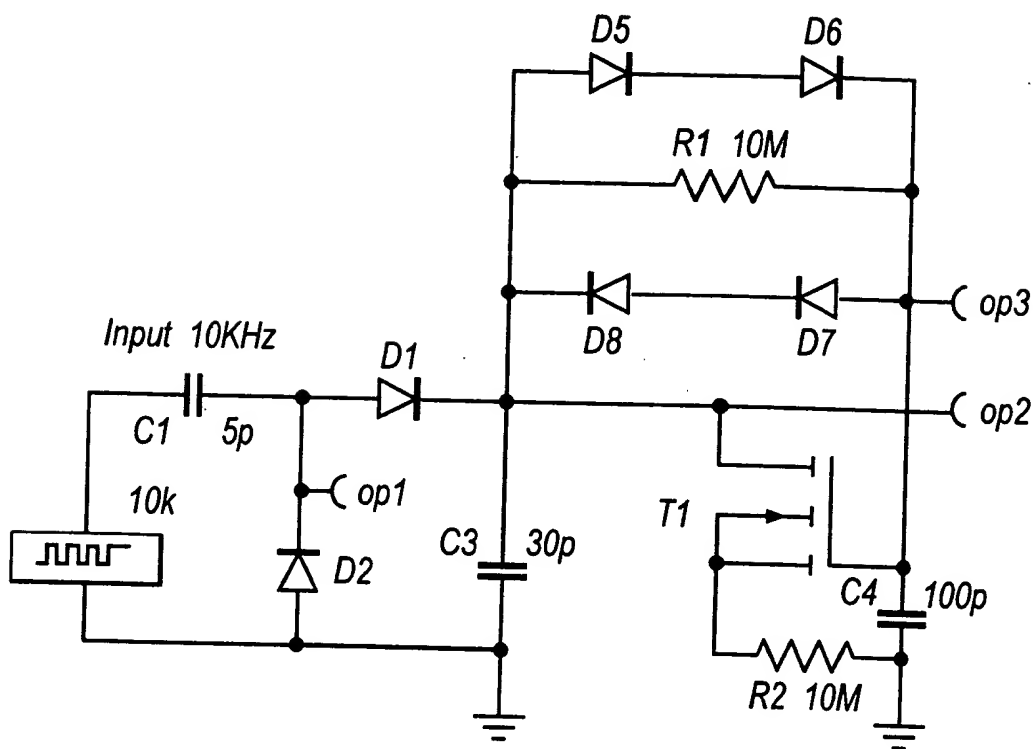 D5
D6
R1 10M
op3
D8
D7
Input 10KHz
D1
op2
C1 5p
op1
10k
T1
C3 30p
D2
C4 100p
R2 10M